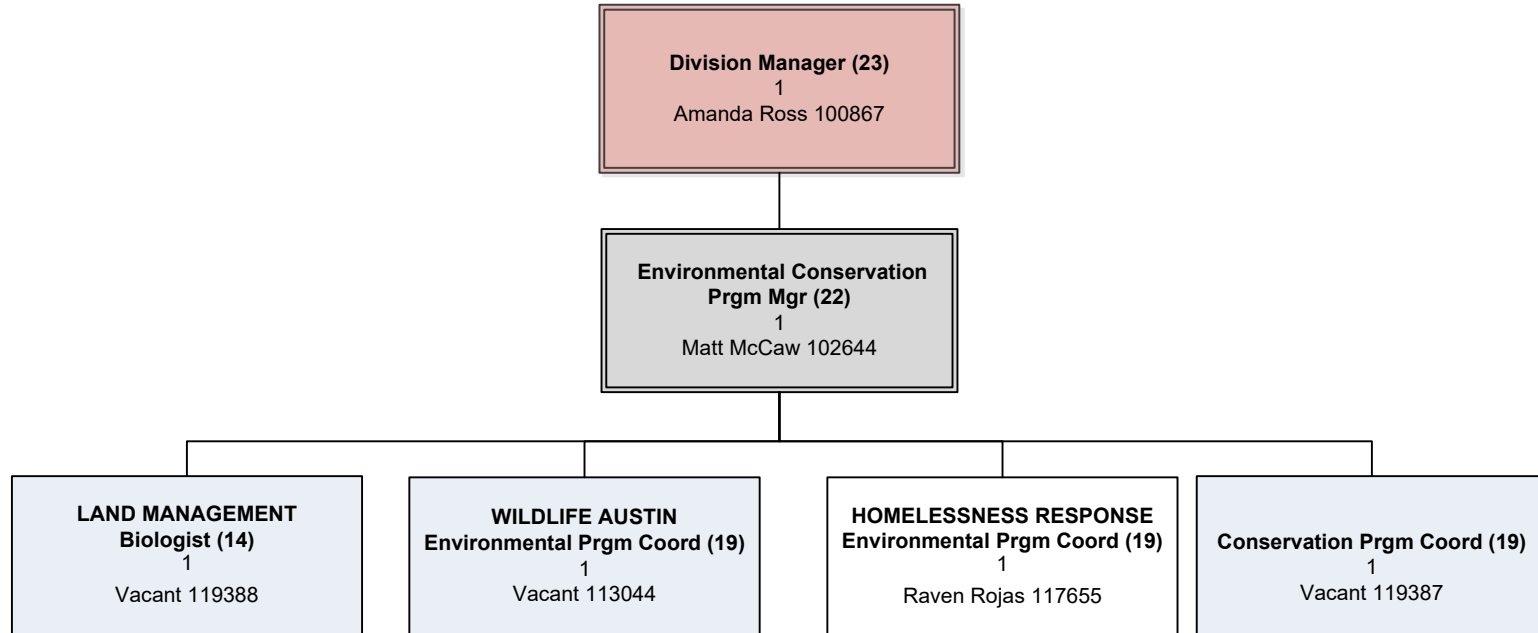 Division Manager (23)
1
Amanda Ross 100867
Environmental Conservation
Prgm Mgr (22)
1
Matt McCaw 102644
LAND MANAGEMENT
Biologist (14)
1
Vacant 119388
WILDLIFE AUSTIN
Environmental Prgm Coord (19)
1
Vacant 113044
HOMELESSNESS RESPONSE
Environmental Prgm Coord (19)
1
Raven Rojas 117655
Conservation Prgm Coord (19)
1
Vacant 119387